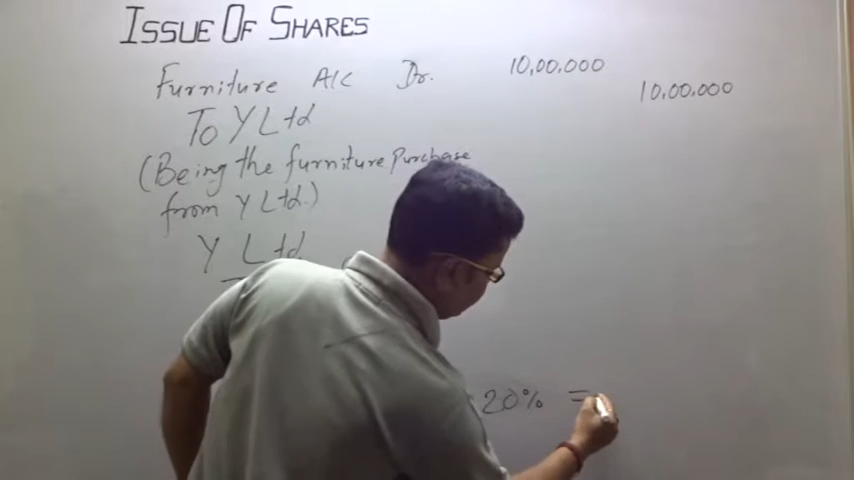 ISSUE OF SHARES
Furniture A/C Dr. 10,00,000
To Y Ltd 10,00,000
(Being the furniture Purchase
from Y Ltd.)
Y Ltd
20% =